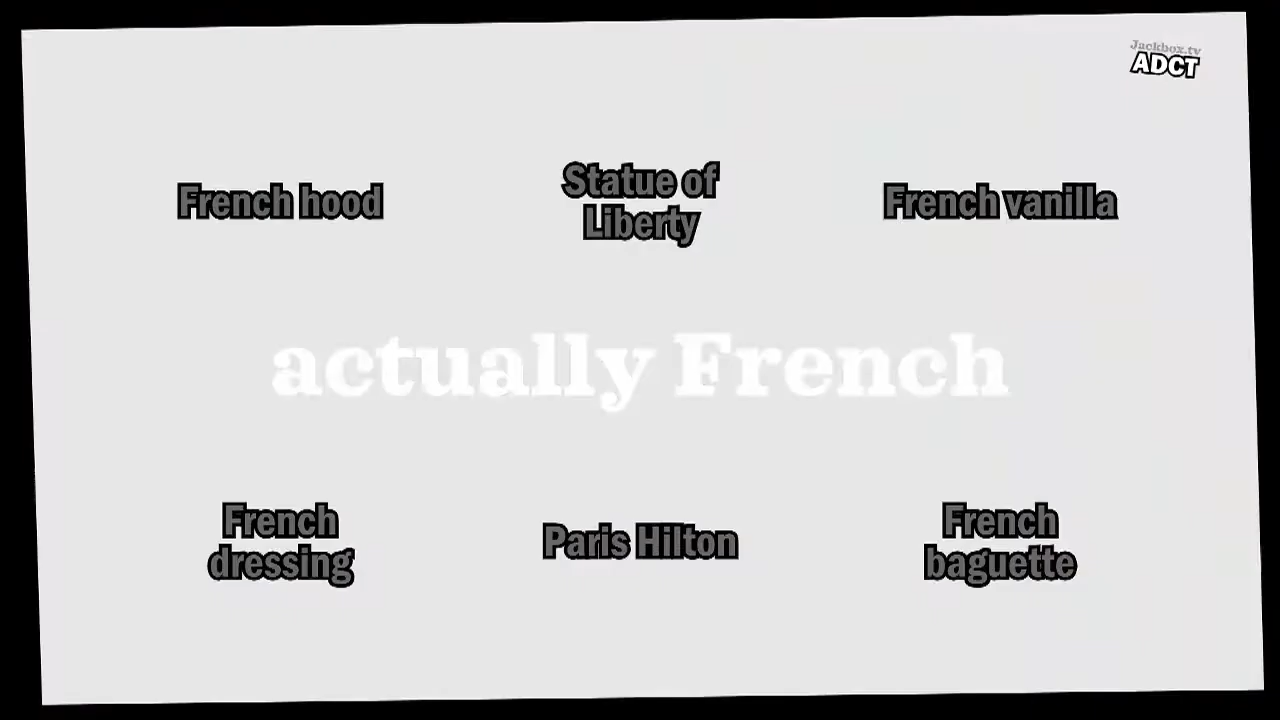 Jackbox.tv
ADCT
French hood
Statue of
Liberty
French vanilla
actually French
French
dressing
Paris Hilton
French
baguette